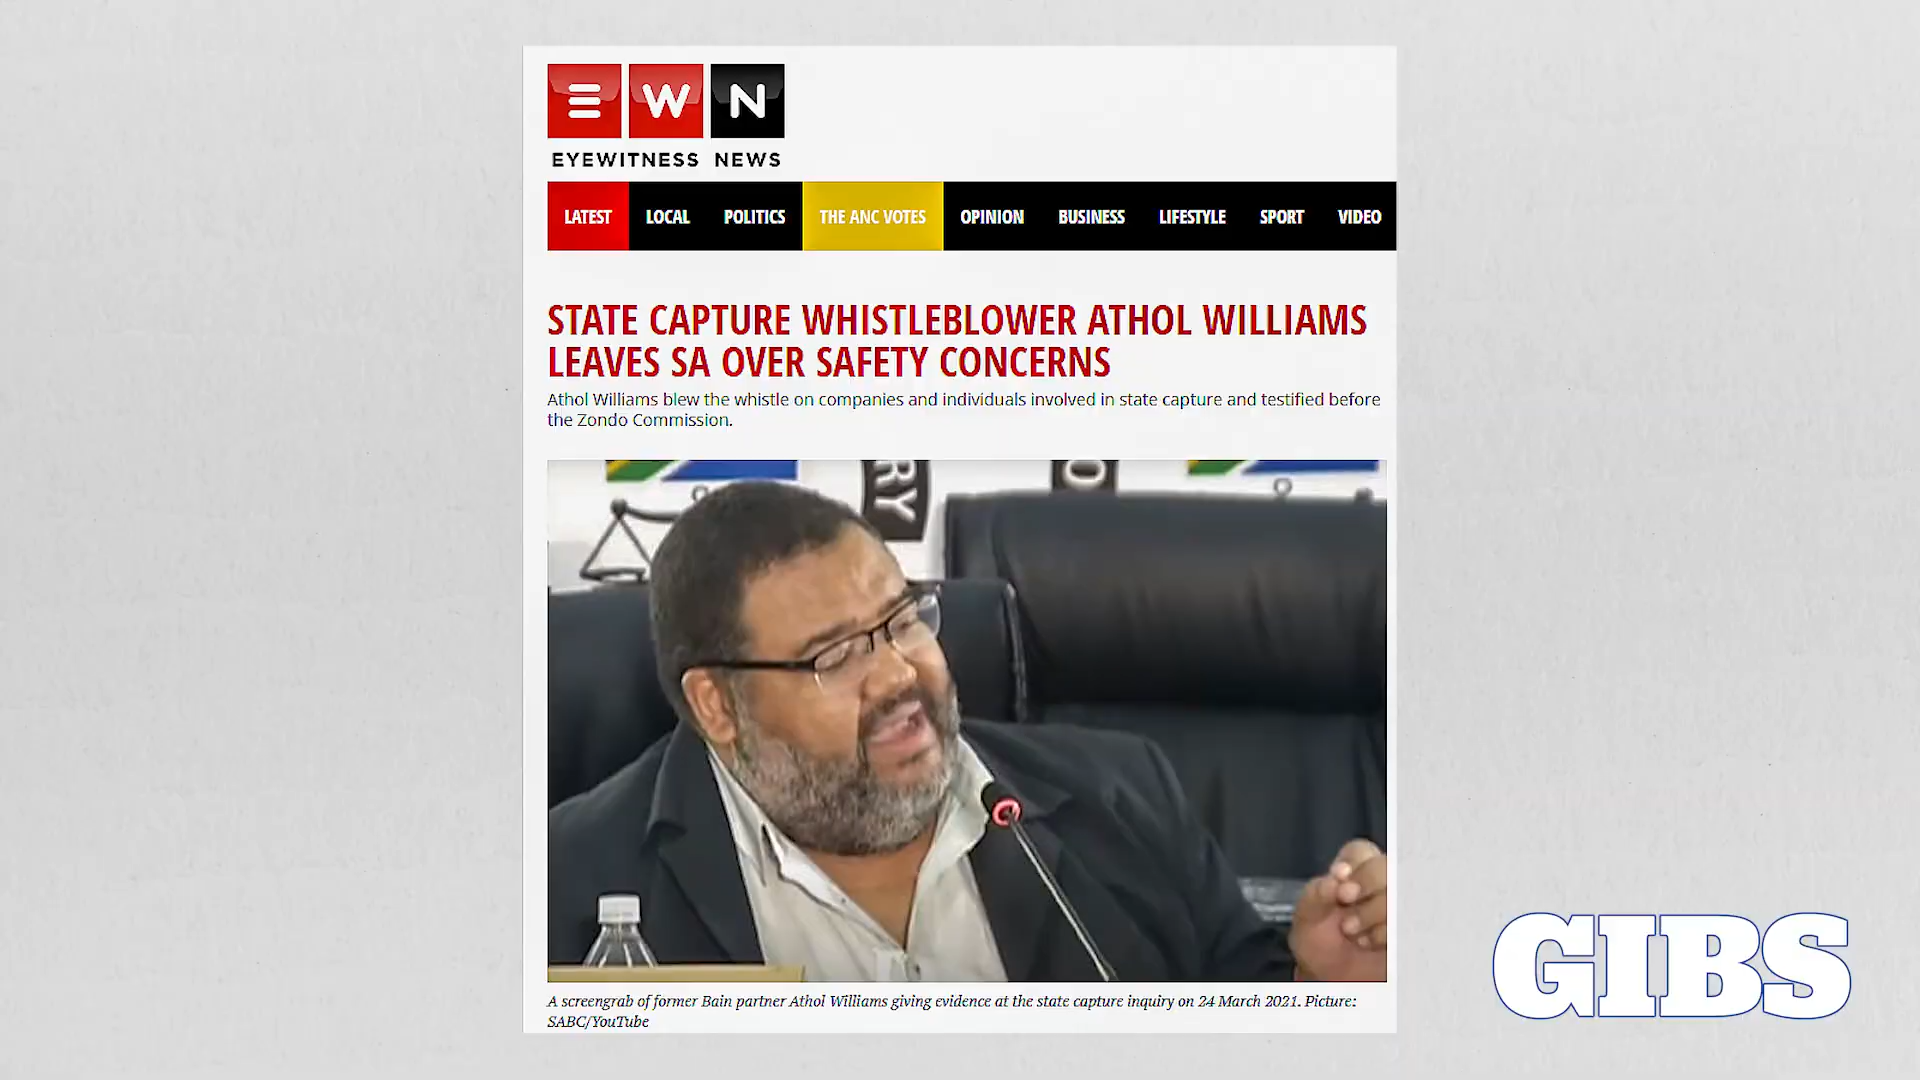 EWN
EYEWITNESS NEWS
LATEST LOCAL POLITICS THE ANC VOTES OPINION BUSINESS LIFESTYLE SPORT VIDEO
STATE CAPTURE WHISTLEBLOWER ATHOL WILLIAMS
LEAVES SA OVER SAFETY CONCERNS
Athol Williams blew the whistle on companies and individuals involved in state capture and testified before
the Zondo Commission.
RY O
A screengrab of former Bain partner Athol Williams giving evidence at the state capture inquiry on 24 March 2021. Picture:
SABC/YouTube
GIBS